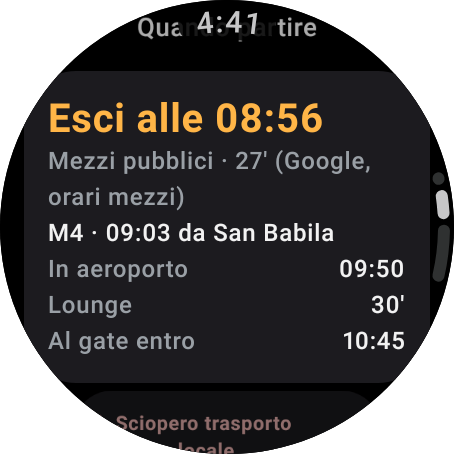 4:41
Esci alle 08:56
Mezzi pubblici · 27' (Google,
orari mezzi)
M4 · 09:03 da San Babila
In aeroporto 09:50
Lounge 30'
Al gate entro 10:45
Sciopero trasporto
locale